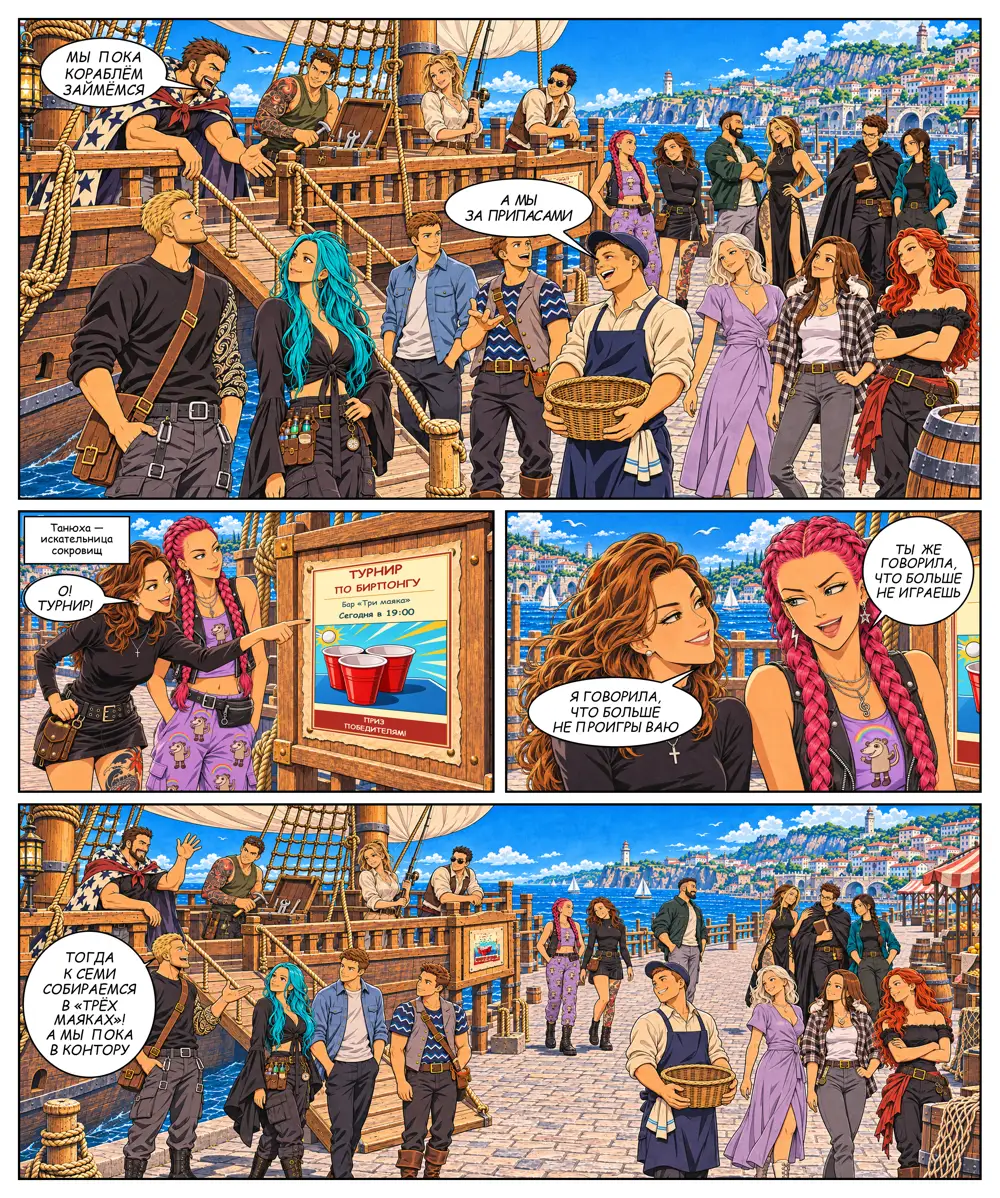 МЫ ПОКА
КОРАБЛЁМ
ЗАЙМЁМСЯ
А МЫ
ЗА ПРИПАСАМИ
Танюха —
искательница
сокровищ
О!
ТУРНИР!
ТУРНИР
ПО БИРПОНГУ
Бар «Три маяка»
Сегодня в 19:00
ПРИЗ
ПОБЕДИТЕЛЯМ!
ТЫ ЖЕ
ГОВОРИЛА,
ЧТО БОЛЬШЕ
НЕ ИГРАЕШЬ
Я ГОВОРИЛА,
ЧТО БОЛЬШЕ
НЕ ПРОИГРЫ ВАЮ
ТОГДА
К СЕМИ
СОБИРАЕМСЯ
В «ТРЁХ
МАЯКАХ»!
А МЫ ПОКА
В КОНТОРУ